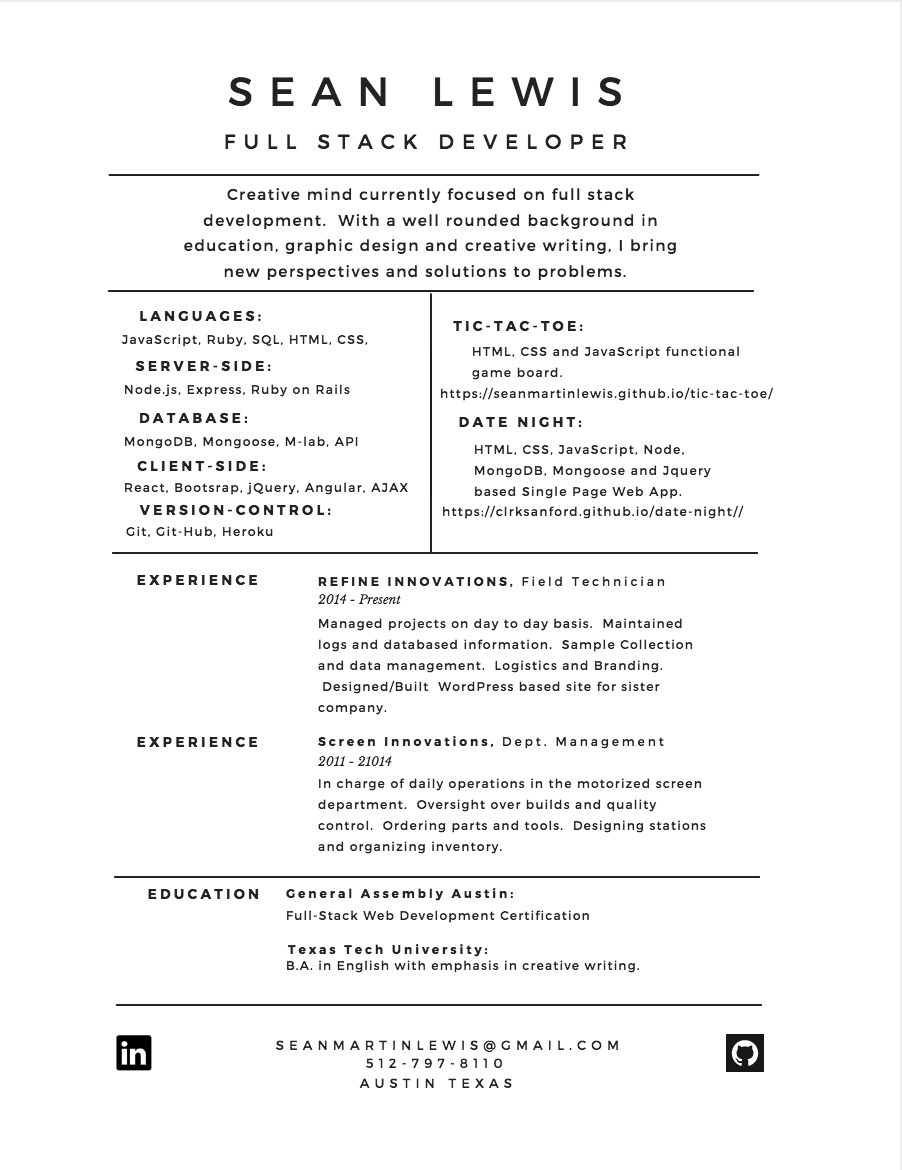 SEAN LEWIS
FULL STACK DEVELOPER
Creative mind currently focused on full stack
development. With a well rounded background in
education, graphic design and creative writing, I bring
new perspectives and solutions to problems.
LANGUAGES:
JavaScript, Ruby, SQL, HTML, CSS,
SERVER-SIDE:
Node.js, Express, Ruby on Rails
DATABASE:
MongoDB, Mongoose, M-lab, API
CLIENT-SIDE:
React, Bootsrap, jQuery, Angular, AJAX
VERSION-CONTROL:
Git, Git-Hub, Heroku
TIC-TAC-TOE:
HTML, CSS and JavaScript functional
game board.
https://seanmartinlewis.github.io/tic-tac-toe/
DATE NIGHT:
HTML, CSS, JavaScript, Node,
MongoDB, Mongoose and Jquery
based Single Page Web App.
https://clrksanford.github.io/date-night//
EXPERIENCE
REFINE INNOVATIONS, Field Technician
2014 - Present
Managed projects on day to day basis. Maintained
logs and databased information. Sample Collection
and data management. Logistics and Branding.
Designed/Built WordPress based site for sister
company.
EXPERIENCE
Screen Innovations, Dept. Management
2011 - 21014
In charge of daily operations in the motorized screen
department. Oversight over builds and quality
control. Ordering parts and tools. Designing stations
and organizing inventory.
EDUCATION
General Assembly Austin:
Full-Stack Web Development Certification
Texas Tech University:
B.A. in English with emphasis in creative writing.
in
SEANMARTINLEWIS@GMAIL.COM
512-797-8110
AUSTIN TEXAS